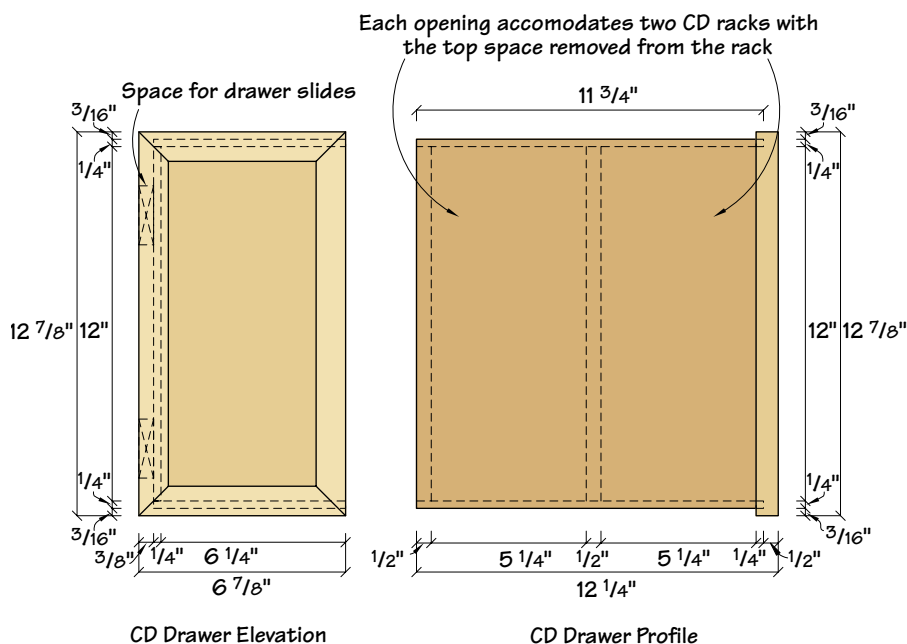 Each opening accomodates two CD racks with
the top space removed from the rack
Space for drawer slides
11 3/4"
3/16"
3/16"
1/4"
1/4"
12 7/8" 12"
12" 12 7/8"
1/4"
1/4"
3/16"
3/16"
3/8" 1/4" 6 1/4"
6 7/8"
1/2" 5 1/4" 1/2" 5 1/4" 1/4" 1/2"
12 1/4"
CD Drawer Elevation
CD Drawer Profile